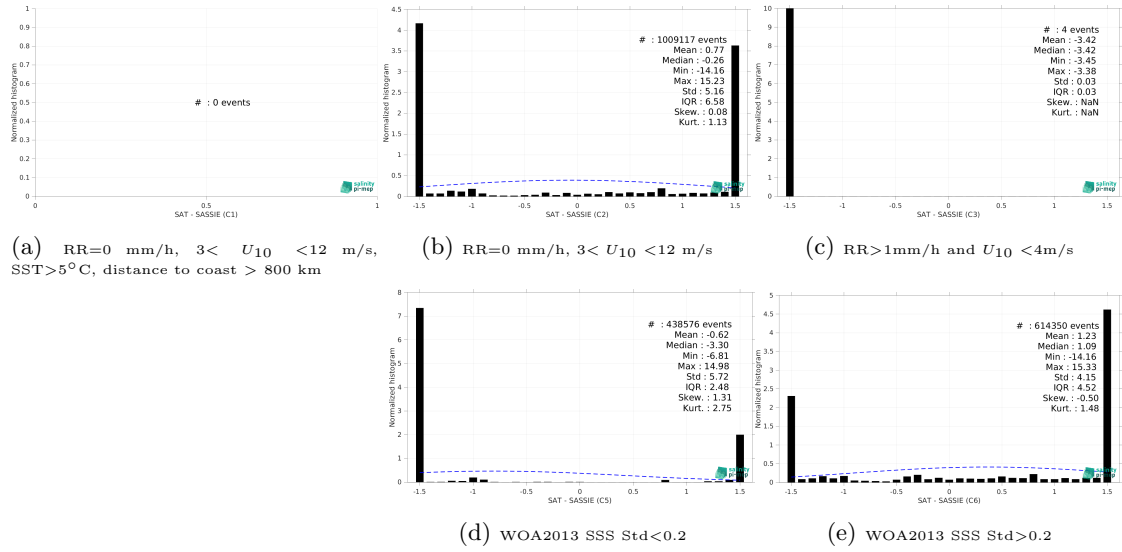 1
0.9
0.8
0.7
0.6
0.5
0.4
0.3
0.2
0.1
0
Normalized histogram
# : 0 events
salinity
pi-mep
0 0.5 1
SAT - SASSIE (C1)
(a) RR=0 mm/h, 3< U10 <12 m/s,
SST>5°C, distance to coast > 800 km
4.5
4
3.5
3
2.5
2
1.5
1
0.5
0
Normalized histogram
# : 1009117 events
Mean : 0.77
Median : -0.26
Min : -14.16
Max : 15.23
Std : 5.16
IQR : 6.58
Skew. : 0.08
Kurt. : 1.13
salinity
pi-mep
-1.5 -1 -0.5 0 0.5 1 1.5
SAT - SASSIE (C2)
(b) RR=0 mm/h, 3< U10 <12 m/s
10
9
8
7
6
5
4
3
2
1
0
Normalized histogram
# : 4 events
Mean : -3.42
Median : -3.42
Min : -3.45
Max : -3.38
Std : 0.03
IQR : 0.03
Skew. : NaN
Kurt. : NaN
salinity
pi-mep
-1.5 -1 -0.5 0 0.5 1 1.5
SAT - SASSIE (C3)
(c) RR>1mm/h and U10 <4m/s
8
7
6
5
4
3
2
1
0
Normalized histogram
# : 438576 events
Mean : -0.62
Median : -3.30
Min : -6.81
Max : 14.98
Std : 5.72
IQR : 2.48
Skew. : 1.31
Kurt. : 2.75
salinity
pi-mep
-1.5 -1 -0.5 0 0.5 1 1.5
SAT - SASSIE (C5)
(d) WOA2013 SSS Std<0.2
5
4.5
4
3.5
3
2.5
2
1.5
1
0.5
0
Normalized histogram
# : 614350 events
Mean : 1.23
Median : 1.09
Min : -14.16
Max : 15.33
Std : 4.15
IQR : 4.52
Skew. : -0.50
Kurt. : 1.48
salinity
pi-mep
-1.5 -1 -0.5 0 0.5 1 1.5
SAT - SASSIE (C6)
(e) WOA2013 SSS Std>0.2